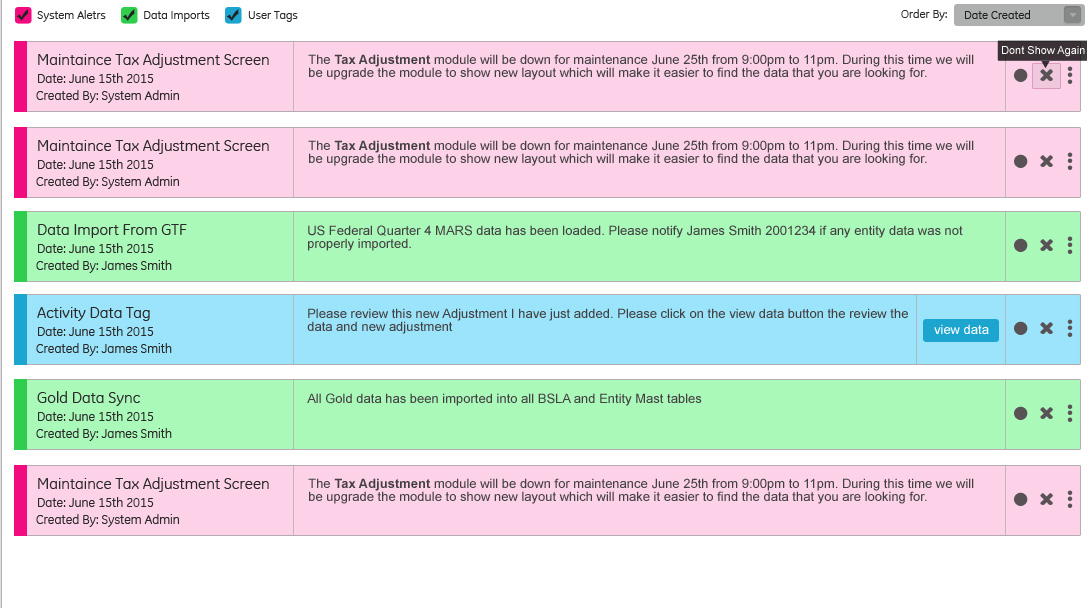 System Aletrs Data Imports User Tags Order By: Date Created
Dont Show Again
Maintaince Tax Adjustment Screen
Date: June 15th 2015
Created By: System Admin
The Tax Adjustment module will be down for maintenance June 25th from 9:00pm to 11pm. During this time we will
be upgrade the module to show new layout which will make it easier to find the data that you are looking for.
Maintaince Tax Adjustment Screen
Date: June 15th 2015
Created By: System Admin
The Tax Adjustment module will be down for maintenance June 25th from 9:00pm to 11pm. During this time we will
be upgrade the module to show new layout which will make it easier to find the data that you are looking for.
Data Import From GTF
Date: June 15th 2015
Created By: James Smith
US Federal Quarter 4 MARS data has been loaded. Please notify James Smith 2001234 if any entity data was not
properly imported.
Activity Data Tag
Date: June 15th 2015
Created By: James Smith
Please review this new Adjustment I have just added. Please click on the view data button the review the
data and new adjustment
view data
Gold Data Sync
Date: June 15th 2015
Created By: James Smith
All Gold data has been imported into all BSLA and Entity Mast tables
Maintaince Tax Adjustment Screen
Date: June 15th 2015
Created By: System Admin
The Tax Adjustment module will be down for maintenance June 25th from 9:00pm to 11pm. During this time we will
be upgrade the module to show new layout which will make it easier to find the data that you are looking for.